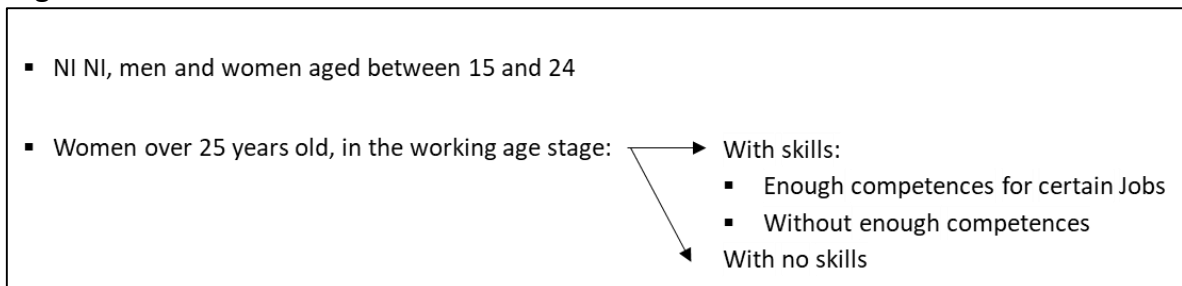 ▪ NI NI, men and women aged between 15 and 24
▪ Women over 25 years old, in the working age stage:
With skills:
▪ Enough competences for certain Jobs
▪ Without enough competences
With no skills